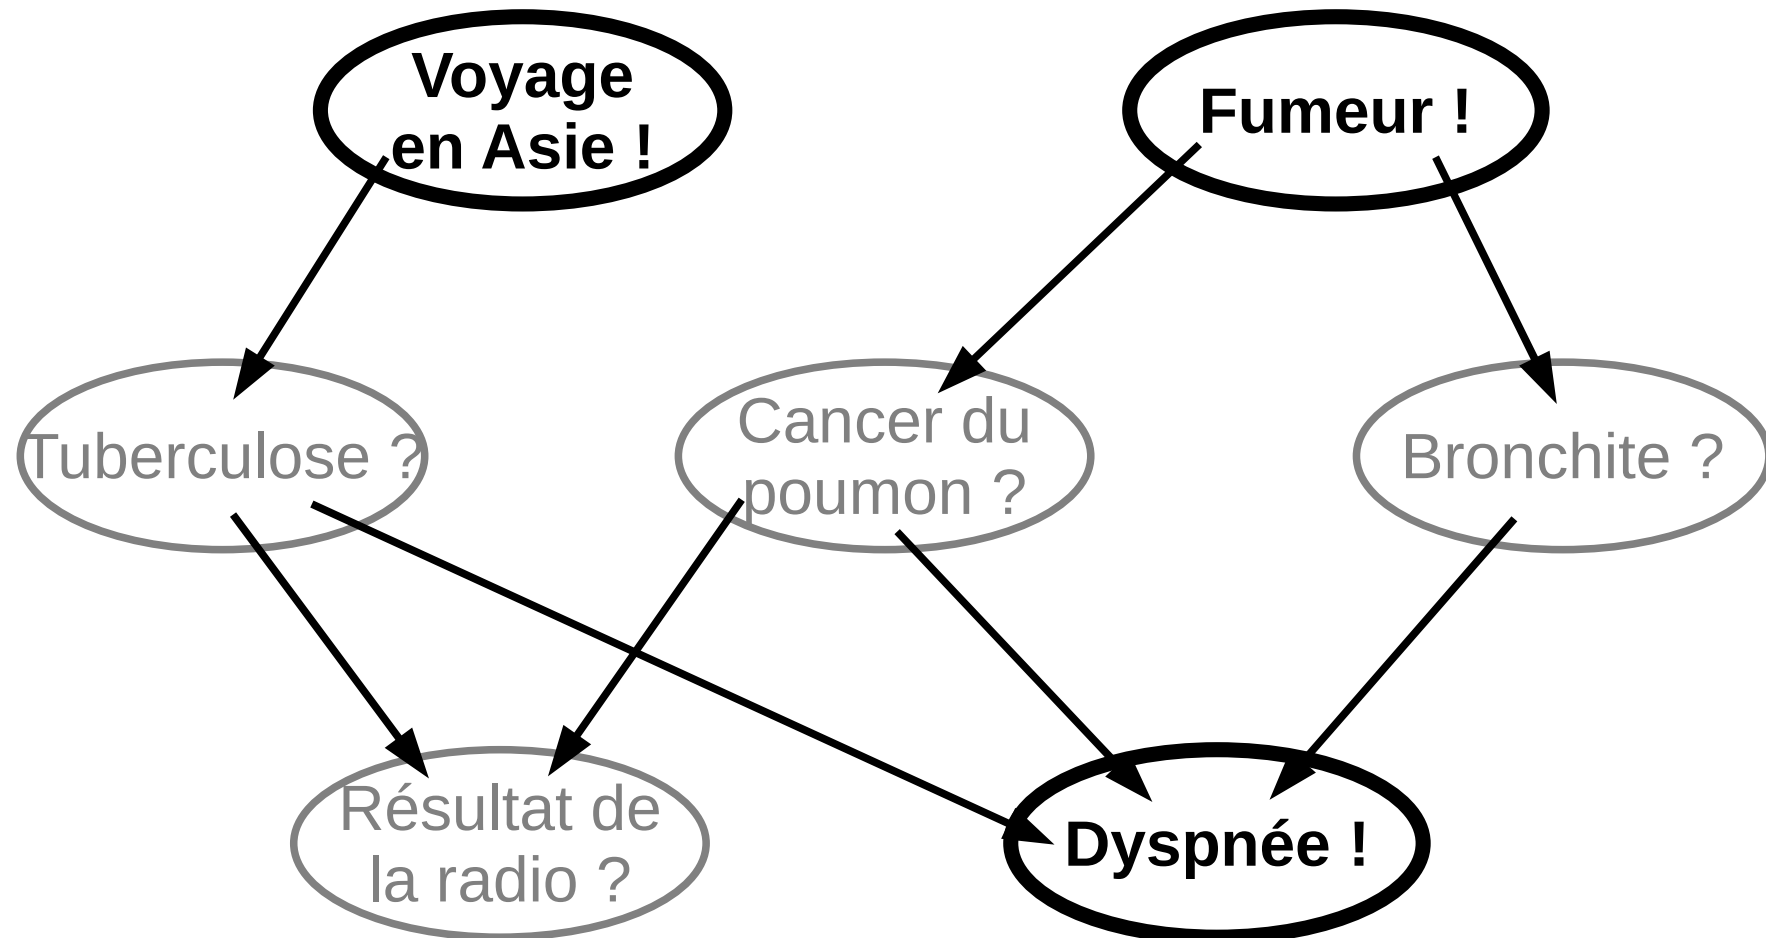 Voyage
en Asie !
Fumeur !
Tuberculose ?
Cancer du
poumon ?
Bronchite ?
Résultat de
la radio ?
Dyspnée !